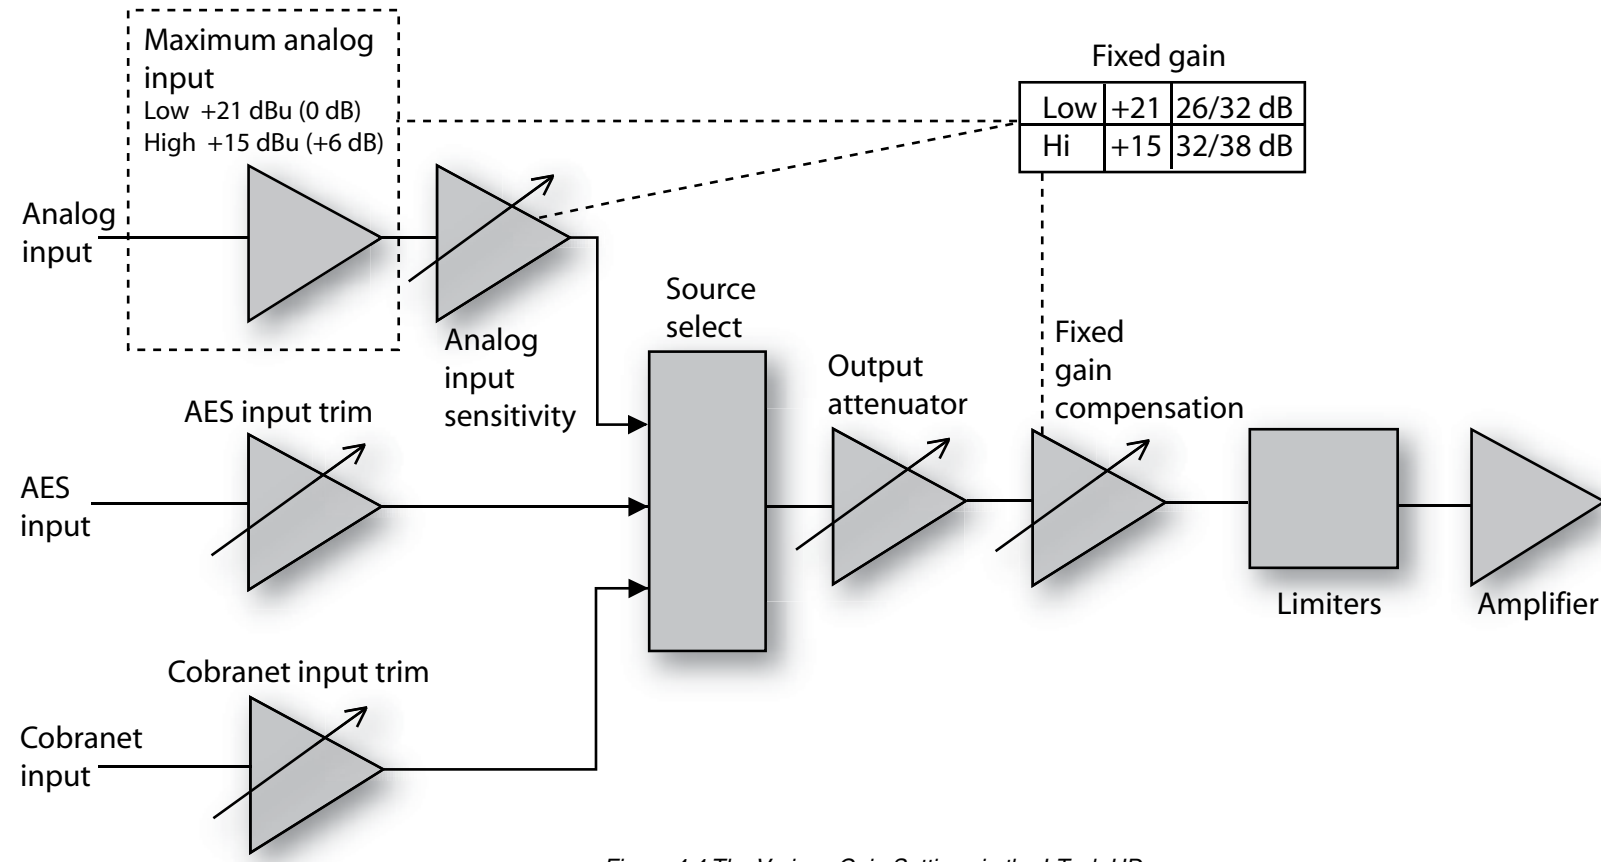 Maximum analog
input
Low +21 dBu (0 dB)
High +15 dBu (+6 dB)
Fixed gain
Low +21 26/32 dB
Hi +15 32/38 dB
Analog
input
Analog
input
sensitivity
Source
select
Output
attenuator
Fixed
gain
compensation
AES input trim
AES
input
Limiters
Amplifier
Cobranet input trim
Cobranet
input